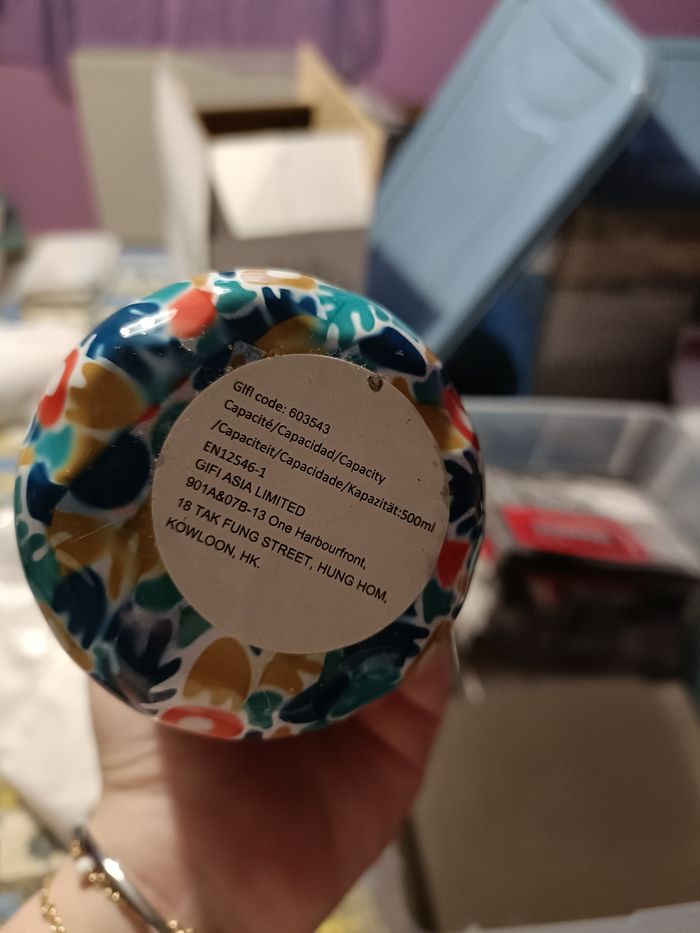 Gifi code: 603543
Capacité/Capacidad/Capacity
/Capaciteit/Capacidade/Kapazität:500ml
EN12546-1
GIFI ASIA LIMITED
901A&07B-13 One Harbourfront,
18 TAK FUNG STREET, HUNG HOM,
KOWLOON, HK.